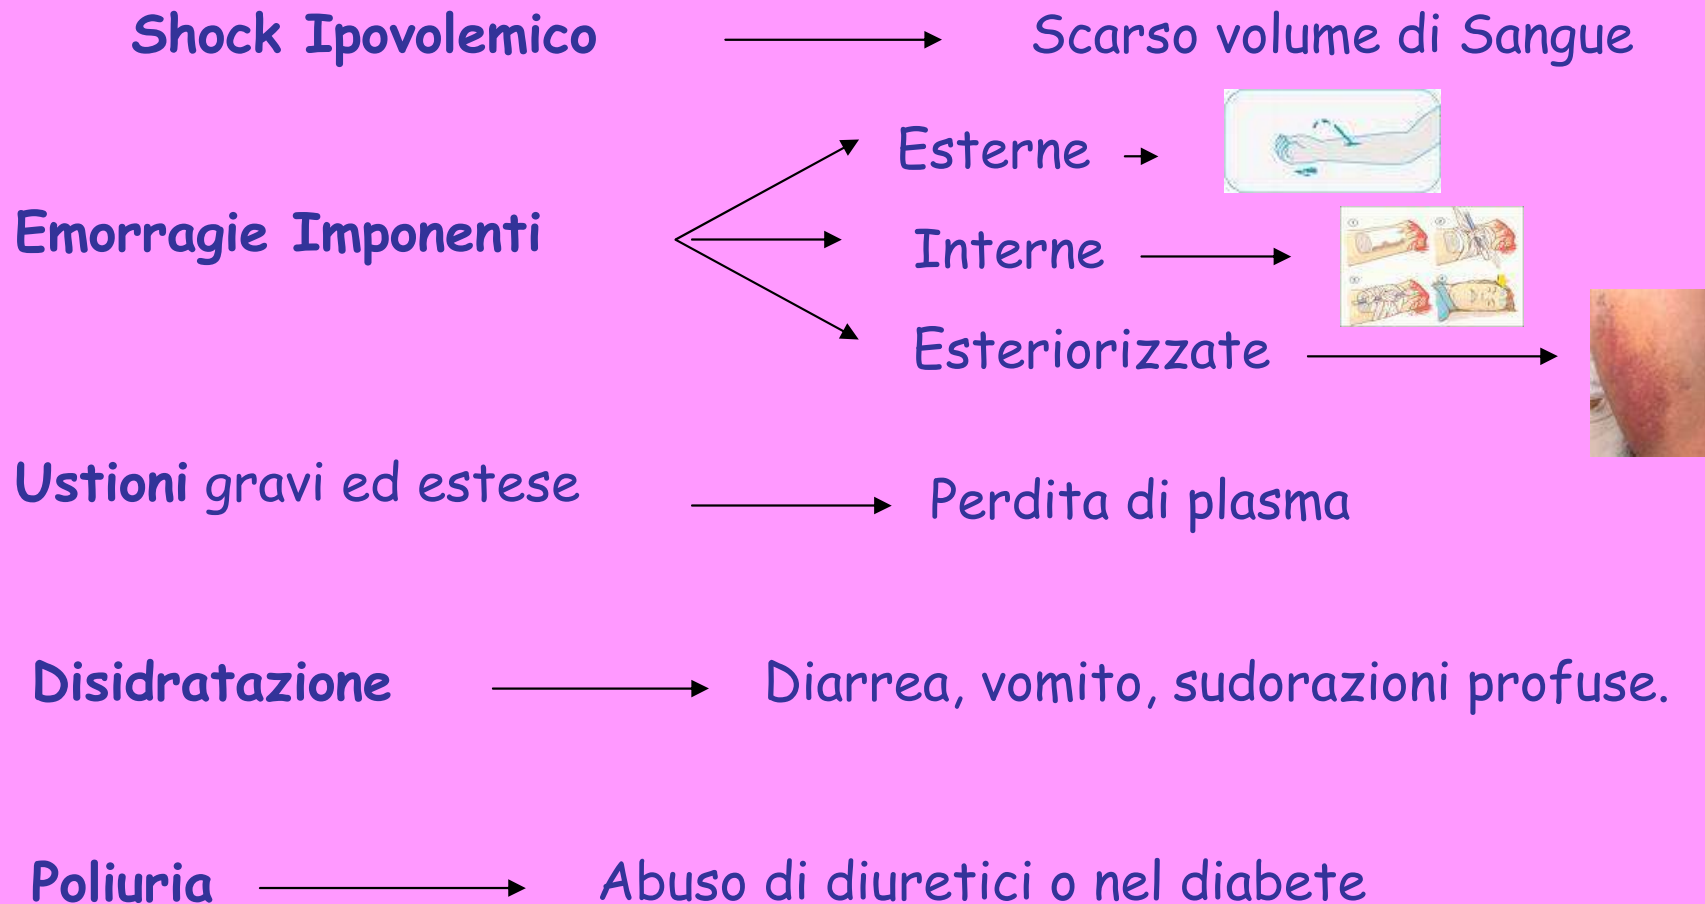 Shock Ipovolemico Scarso volume di Sangue
Esterne
Emorragie Imponenti
Interne
Esteriorizzate
Ustioni gravi ed estese Perdita di plasma
Disidratazione Diarrea, vomito, sudorazioni profuse.
Poliuria Abuso di diuretici o nel diabete